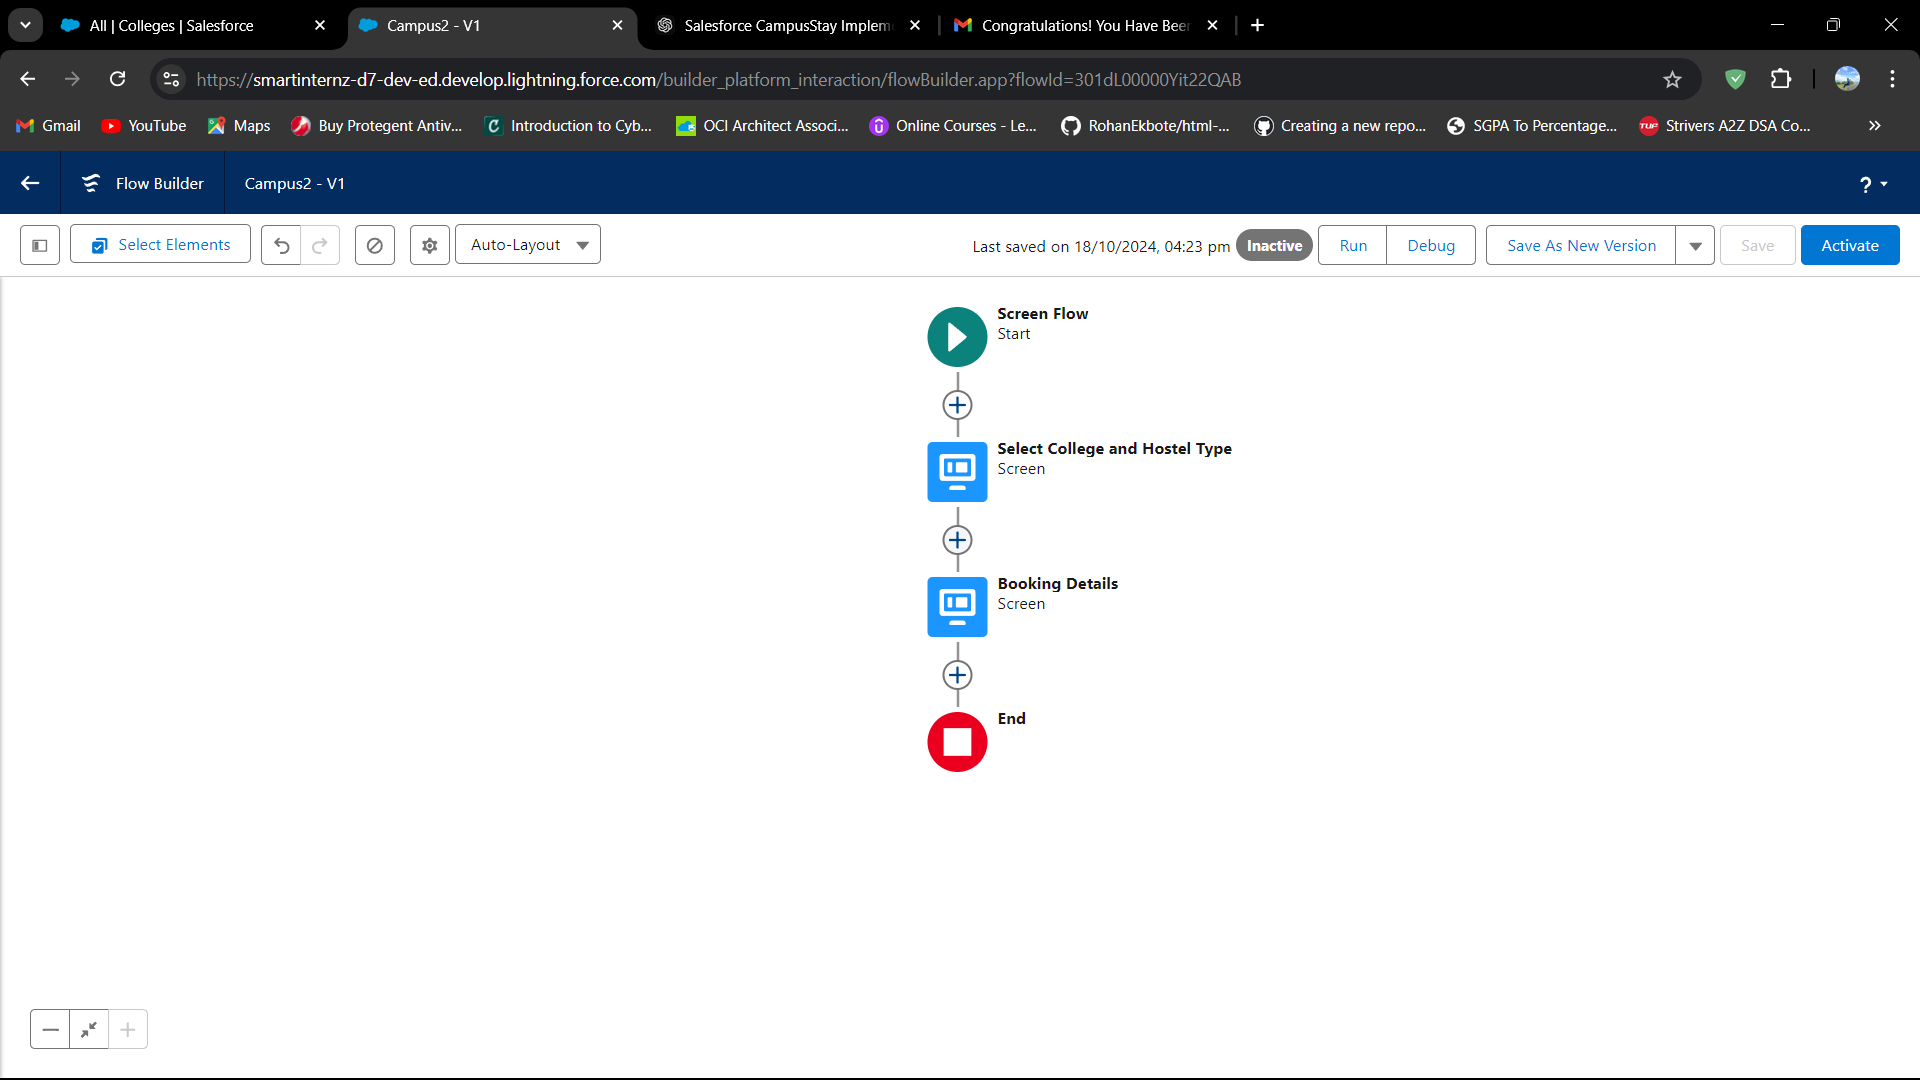 All | Colleges | Salesforce
Campus2 - V1
Salesforce CampusStay Implem
Congratulations! You Have Beer
https://smartinternz-d7-dev-ed.develop.lightning.force.com/builder_platform_interaction/flowBuilder.app?flowId=301dL00000Yit22QAB
Gmail
YouTube
Maps
Buy Protegent Antiv...
Introduction to Cyb...
OCI Architect Associ...
Online Courses - Le...
RohanEkbote/html-...
Creating a new repo...
SGPA To Percentage...
TUF
Strivers A2Z DSA Co...
Flow Builder
Campus2 - V1
?
Select Elements
Auto-Layout
Last saved on 18/10/2024, 04:23 pm
Inactive
Run
Debug
Save As New Version
Save
Activate
Screen Flow
Start
Select College and Hostel Type
Screen
Booking Details
Screen
End